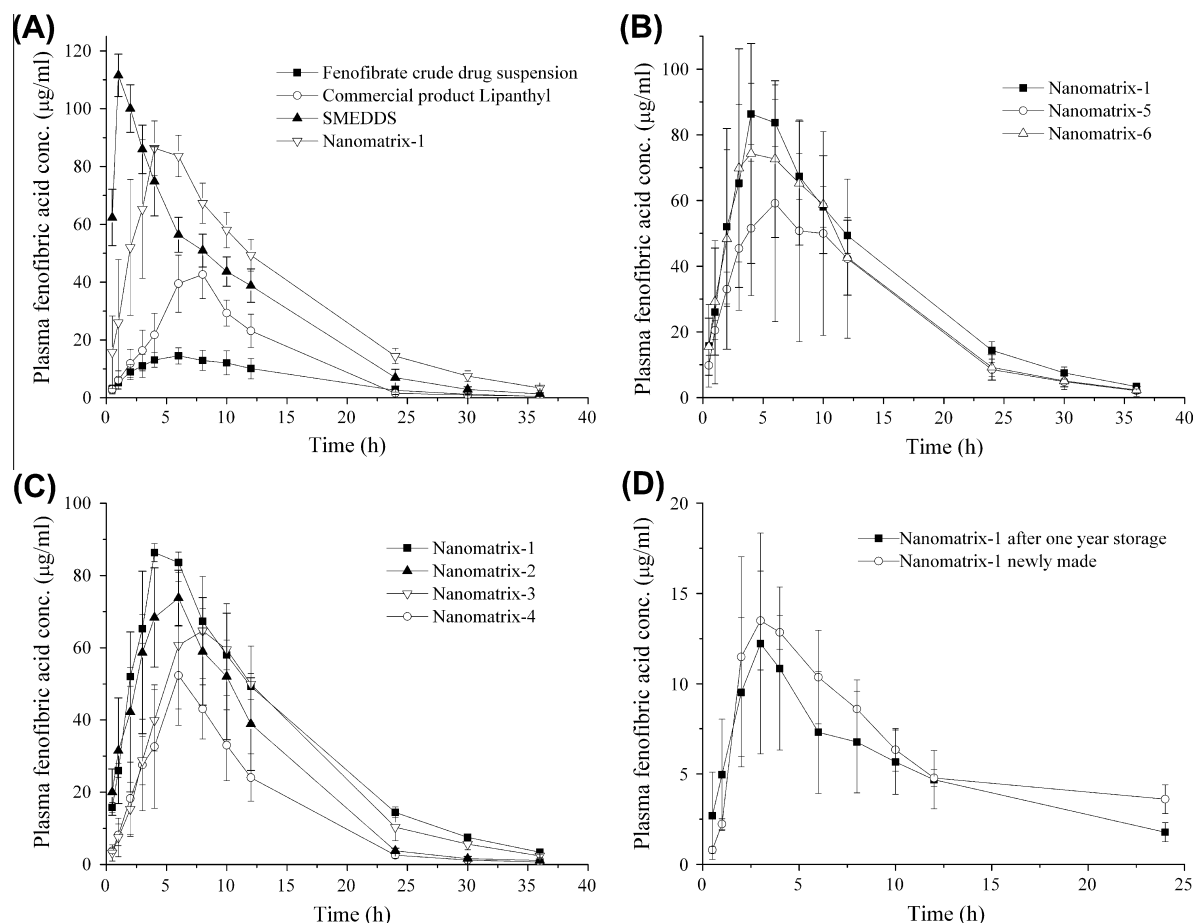 (A)
Plasma fenofibric acid conc. (μg/ml)
120
100
80
60
40
20
0
Fenofibrate crude drug suspension
Commercial product Lipanthyl
SMEDDS
Nanomatrix-1
0 5 10 15 20 25 30 35 40
Time (h)
(B)
Plasma fenofibric acid conc. (μg/ml)
100
80
60
40
20
0
Nanomatrix-1
Nanomatrix-5
Nanomatrix-6
0 5 10 15 20 25 30 35 40
Time (h)
(C)
Plasma fenofibric acid conc. (μg/ml)
100
80
60
40
20
0
Nanomatrix-1
Nanomatrix-2
Nanomatrix-3
Nanomatrix-4
0 5 10 15 20 25 30 35 40
Time (h)
(D)
Plasma fenofibric acid conc. (μg/ml)
20
15
10
5
0
Nanomatrix-1 after one year storage
Nanomatrix-1 newly made
0 5 10 15 20 25
Time (h)